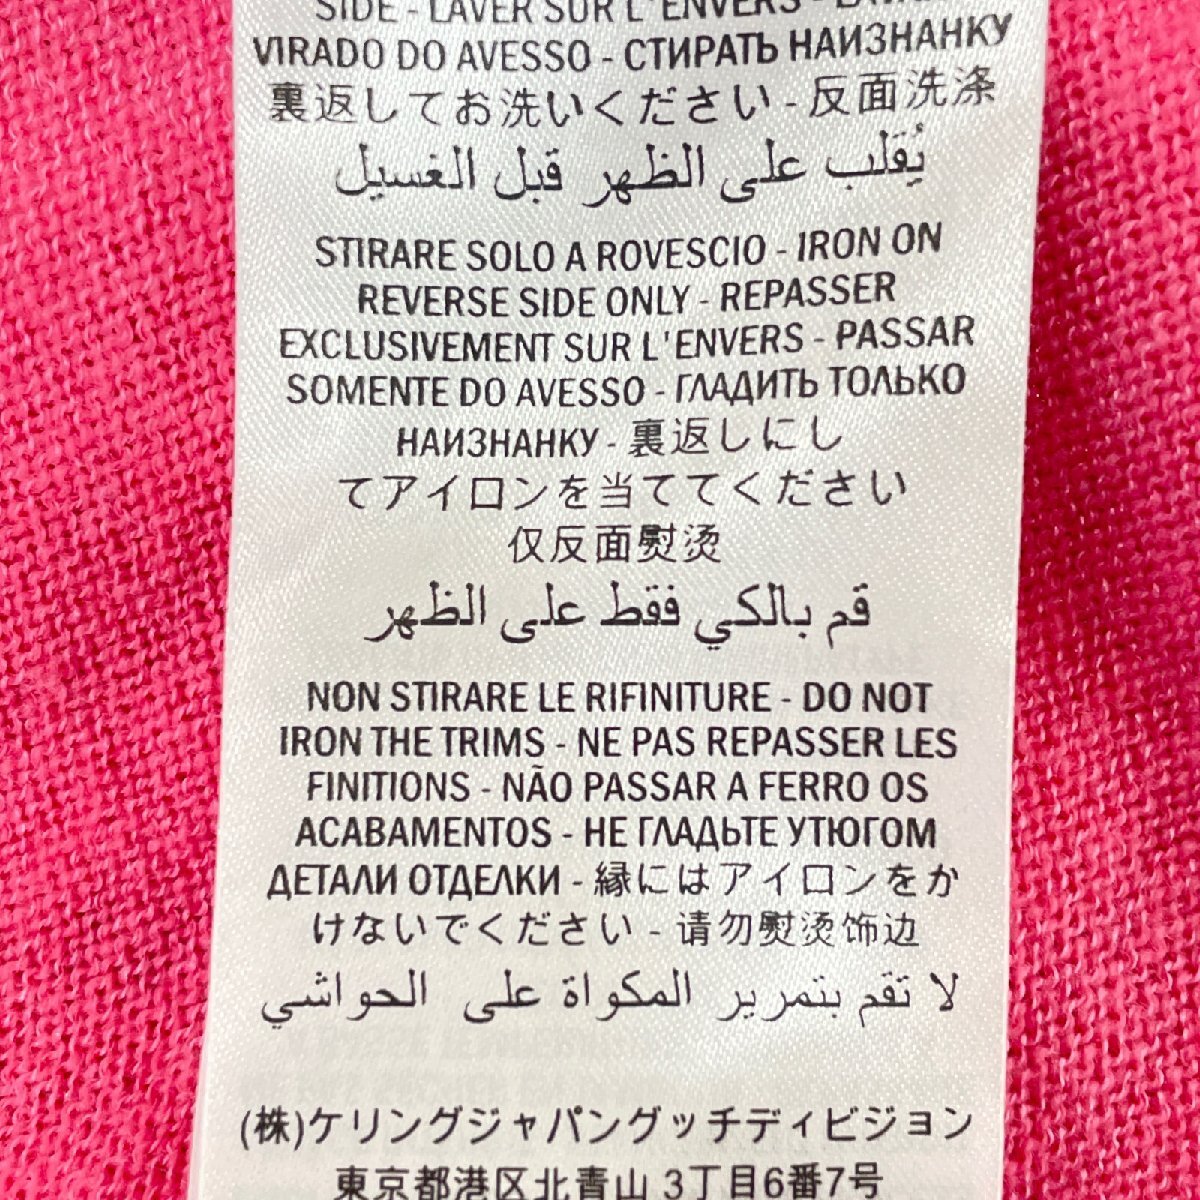 SIDE - LAVER SUR L'ENVERS -
VIRADO DO AVESSO - СТИРАТЬ НАИЗНАНКУ
裏返してお洗いください - 反面洗涤
يُقلب على الظهر قبل الغسيل
STIRARE SOLO A ROVESCIO - IRON ON
REVERSE SIDE ONLY - REPASSER
EXCLUSIVEMENT SUR L'ENVERS - PASSAR
SOMENTE DO AVESSO - ГЛАДИТЬ ТОЛЬКО
НАИЗНАНКУ - 裏返しにし
てアイロンを当ててください
仅反面熨烫
قم بالكي فقط على الظهر
NON STIRARE LE RIFINITURE - DO NOT
IRON THE TRIMS - NE PAS REPASSER LES
FINITIONS - NÃO PASSAR A FERRO OS
ACABAMENTOS - НЕ ГЛАДЬТЕ УТЮГОМ
ДЕТАЛИ ОТДЕЛКИ - 縁にはアイロンをか
けないでください - 请勿熨烫饰边
لا تقم بتمرير المكواة على الحواشي
(株)ケリングジャパングッチディビジョン
東京都港区北青山 3丁目6番7号